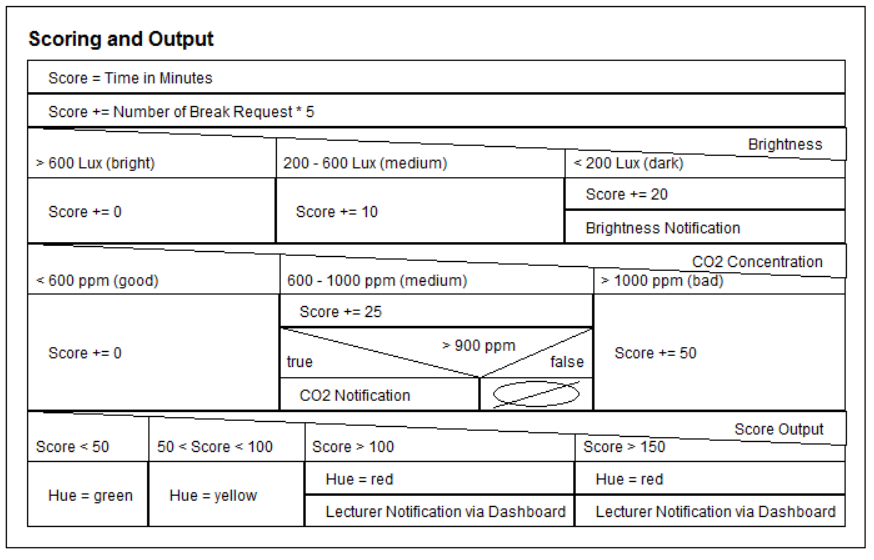 Scoring and Output
Score = Time in Minutes
Score += Number of Break Request * 5
Brightness
> 600 Lux (bright)
200 - 600 Lux (medium)
< 200 Lux (dark)
Score += 0
Score += 10
Score += 20
Brightness Notification
CO2 Concentration
< 600 ppm (good)
600 - 1000 ppm (medium)
> 1000 ppm (bad)
Score += 0
Score += 25
> 900 ppm
true
false
CO2 Notification
Score += 50
Score Output
Score < 50
50 < Score < 100
Score > 100
Score > 150
Hue = green
Hue = yellow
Hue = red
Lecturer Notification via Dashboard
Hue = red
Lecturer Notification via Dashboard